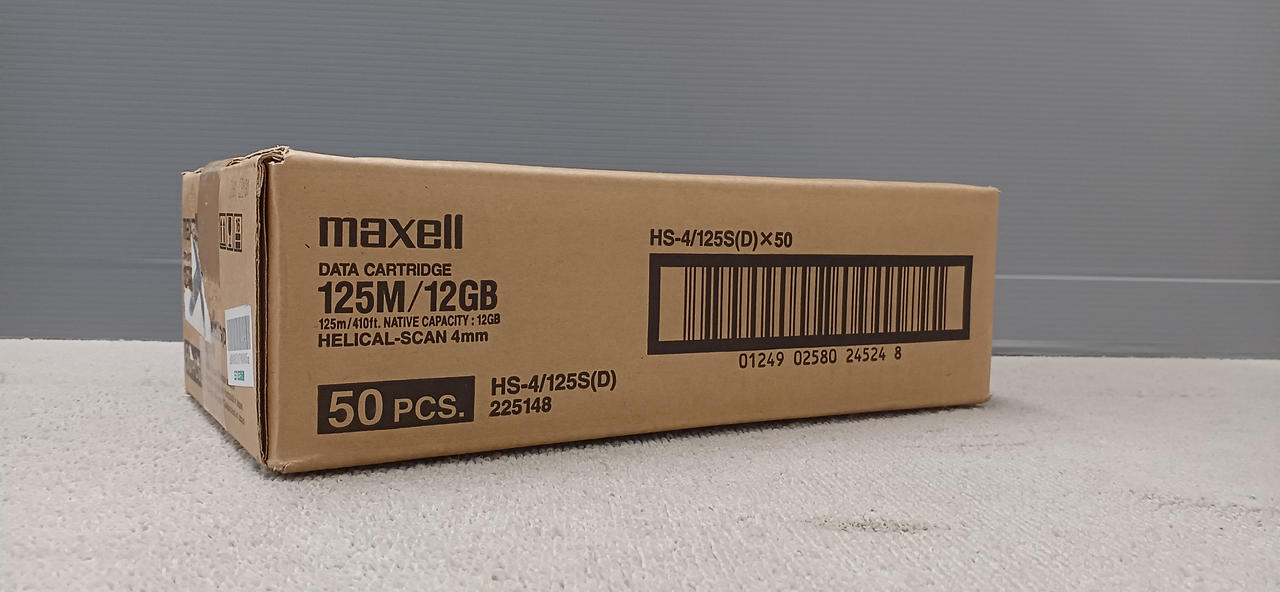 maxell
DATA CARTRIDGE
125M/12GB
125m/410ft. NATIVE CAPACITY : 12GB
HELICAL-SCAN 4mm
50 PCS.
HS-4/125S(D)
225148
HS-4/125S(D)×50
01249 02580 24524 8